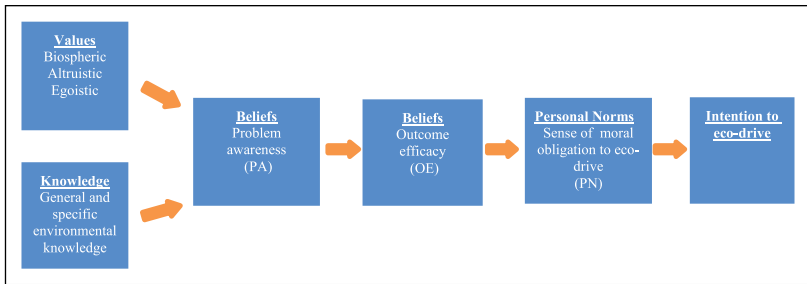 Values
Biospheric
Altruistic
Egoistic
Knowledge
General and
specific
environmental
knowledge
Beliefs
Problem
awareness
(PA)
Beliefs
Outcome
efficacy
(OE)
Personal Norms
Sense of moral
obligation to eco-
drive
(PN)
Intention to
eco-drive